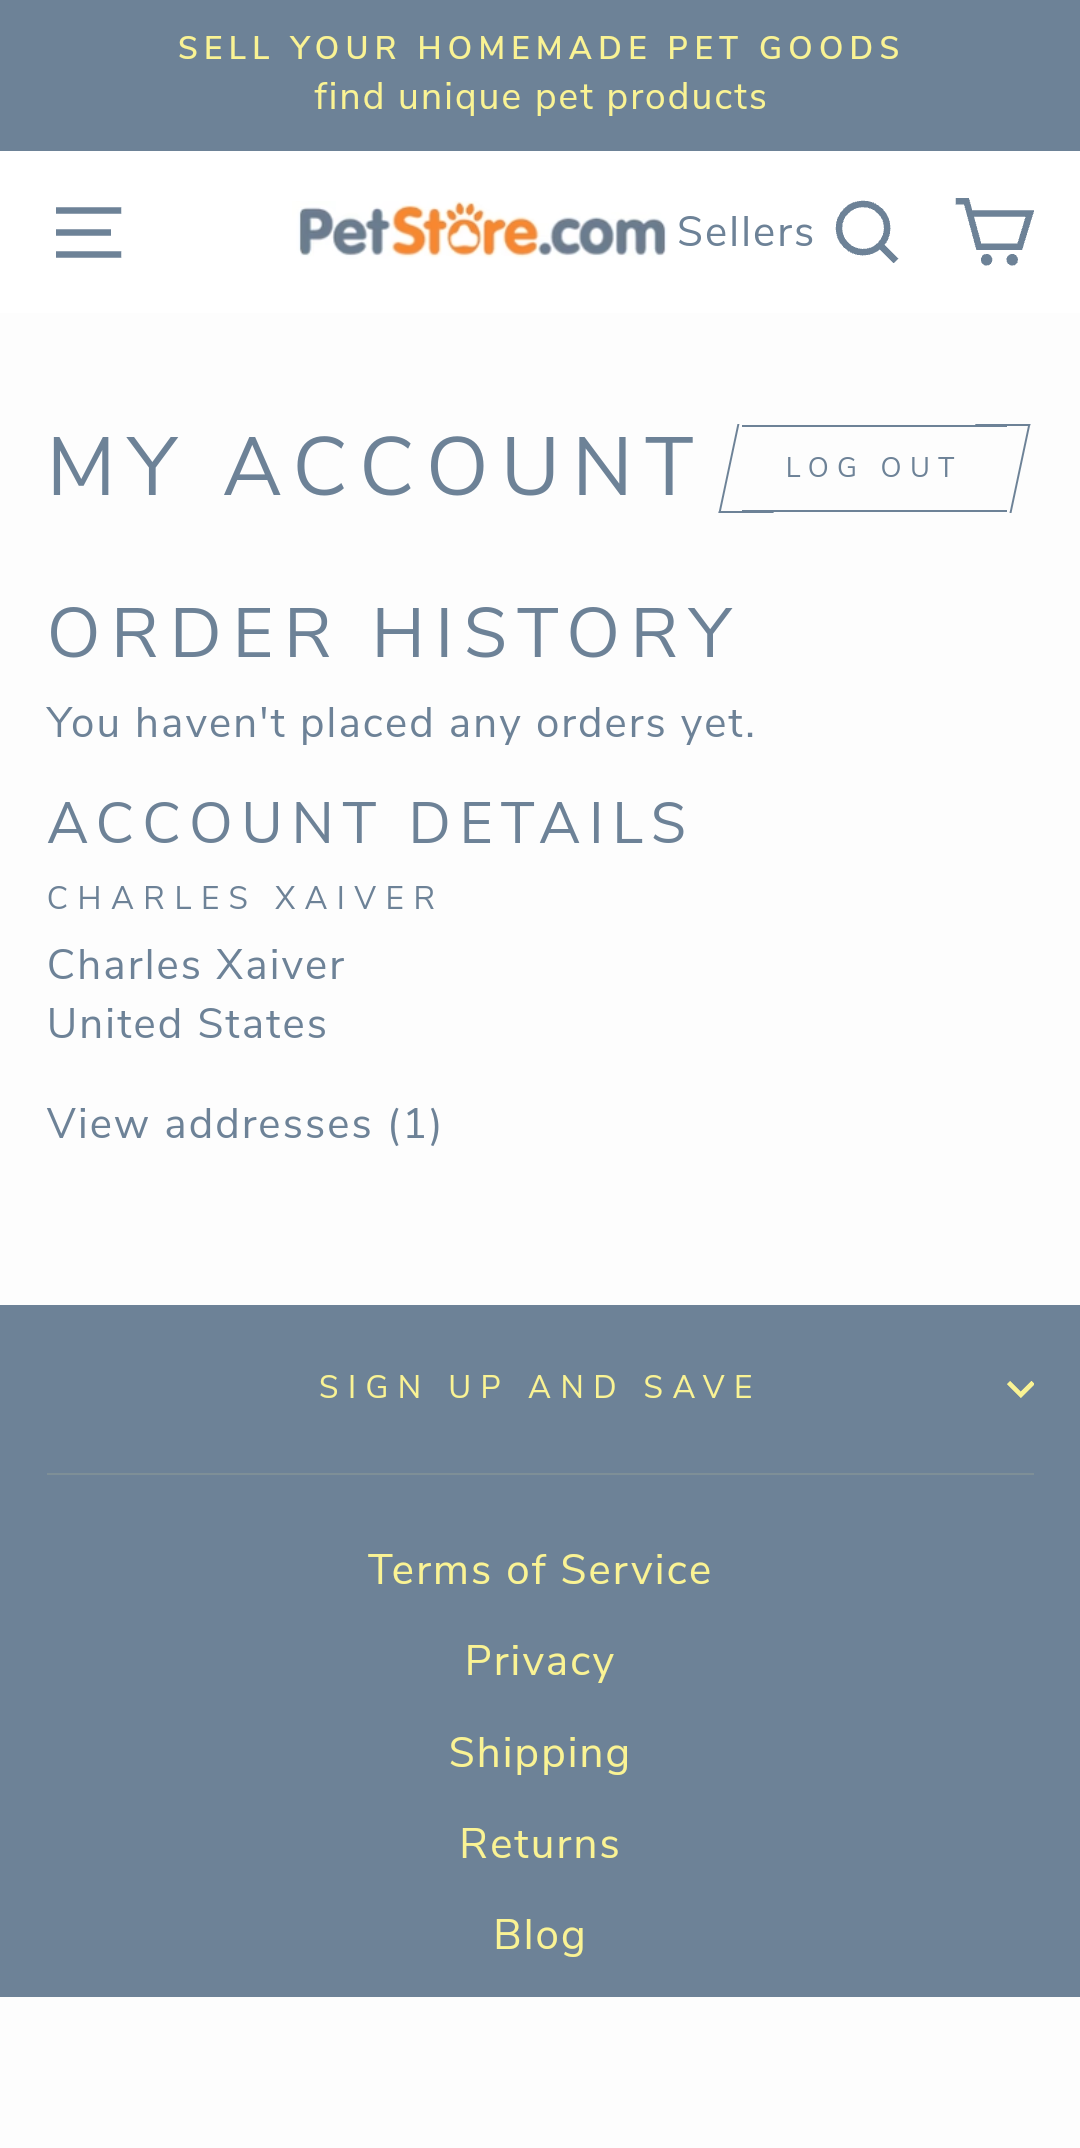 SELL YOUR HOMEMADE PET GOODS
find unique pet products
PetStore.com Sellers
MY ACCOUNT
LOG OUT
ORDER HISTORY
You haven't placed any orders yet.
ACCOUNT DETAILS
CHARLES XAIVER
Charles Xaiver
United States
View addresses (1)
SIGN UP AND SAVE
Terms of Service
Privacy
Shipping
Returns
Blog